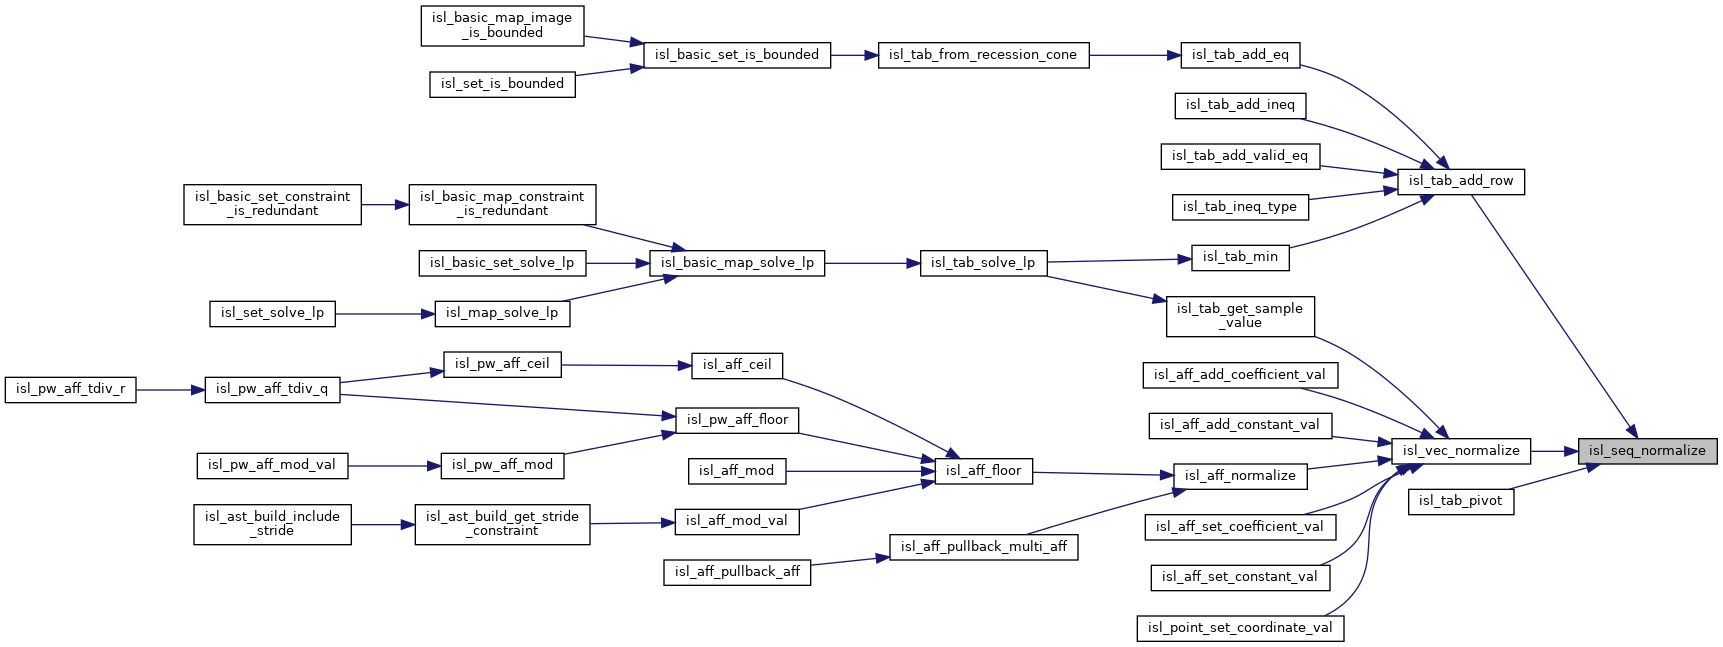 isl_basic_map_image
_is_bounded
isl_basic_set_is_bounded
isl_tab_from_recession_cone
isl_tab_add_eq
isl_set_is_bounded
isl_tab_add_ineq
isl_tab_add_valid_eq
isl_tab_add_row
isl_basic_set_constraint
_is_redundant
isl_basic_map_constraint
_is_redundant
isl_tab_ineq_type
isl_basic_set_solve_lp
isl_basic_map_solve_lp
isl_tab_solve_lp
isl_tab_min
isl_set_solve_lp
isl_map_solve_lp
isl_tab_get_sample
_value
isl_pw_aff_ceil
isl_aff_ceil
isl_aff_add_coefficient_val
isl_pw_aff_tdiv_r
isl_pw_aff_tdiv_q
isl_pw_aff_floor
isl_aff_add_constant_val
isl_vec_normalize
isl_seq_normalize
isl_pw_aff_mod_val
isl_pw_aff_mod
isl_aff_mod
isl_aff_floor
isl_aff_normalize
isl_tab_pivot
isl_ast_build_include
_stride
isl_ast_build_get_stride
_constraint
isl_aff_mod_val
isl_aff_set_coefficient_val
isl_aff_pullback_multi_aff
isl_aff_pullback_aff
isl_aff_set_constant_val
isl_point_set_coordinate_val